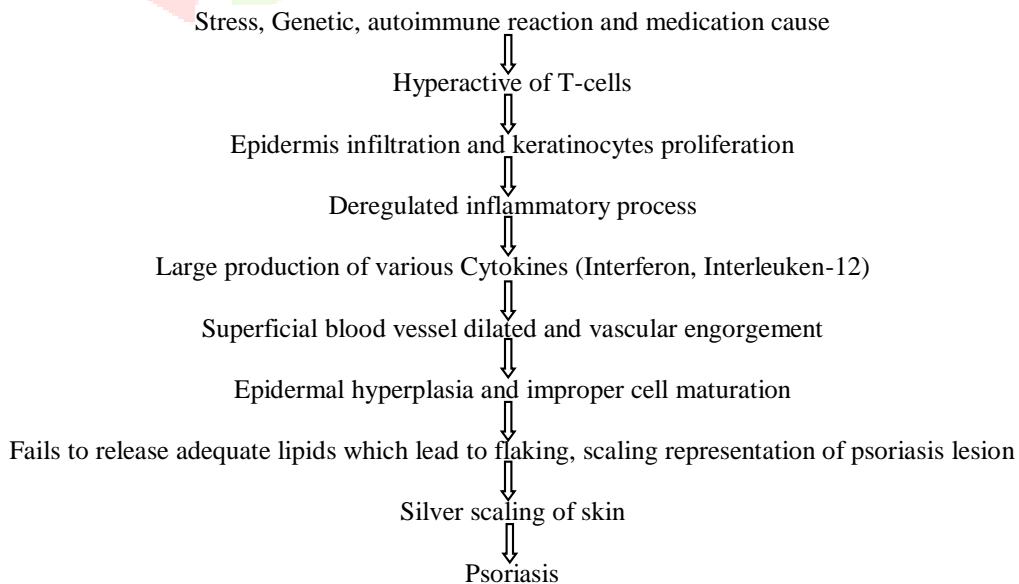 Stress, Genetic, autoimmune reaction and medication cause
Hyperactive of T-cells
Epidermis infiltration and keratinocytes proliferation
Deregulated inflammatory process
Large production of various Cytokines (Interferon, Interleuken-12)
Superficial blood vessel dilated and vascular engorgement
Epidermal hyperplasia and improper cell maturation
Fails to release adequate lipids which lead to flaking, scaling representation of psoriasis lesion
Silver scaling of skin
Psoriasis